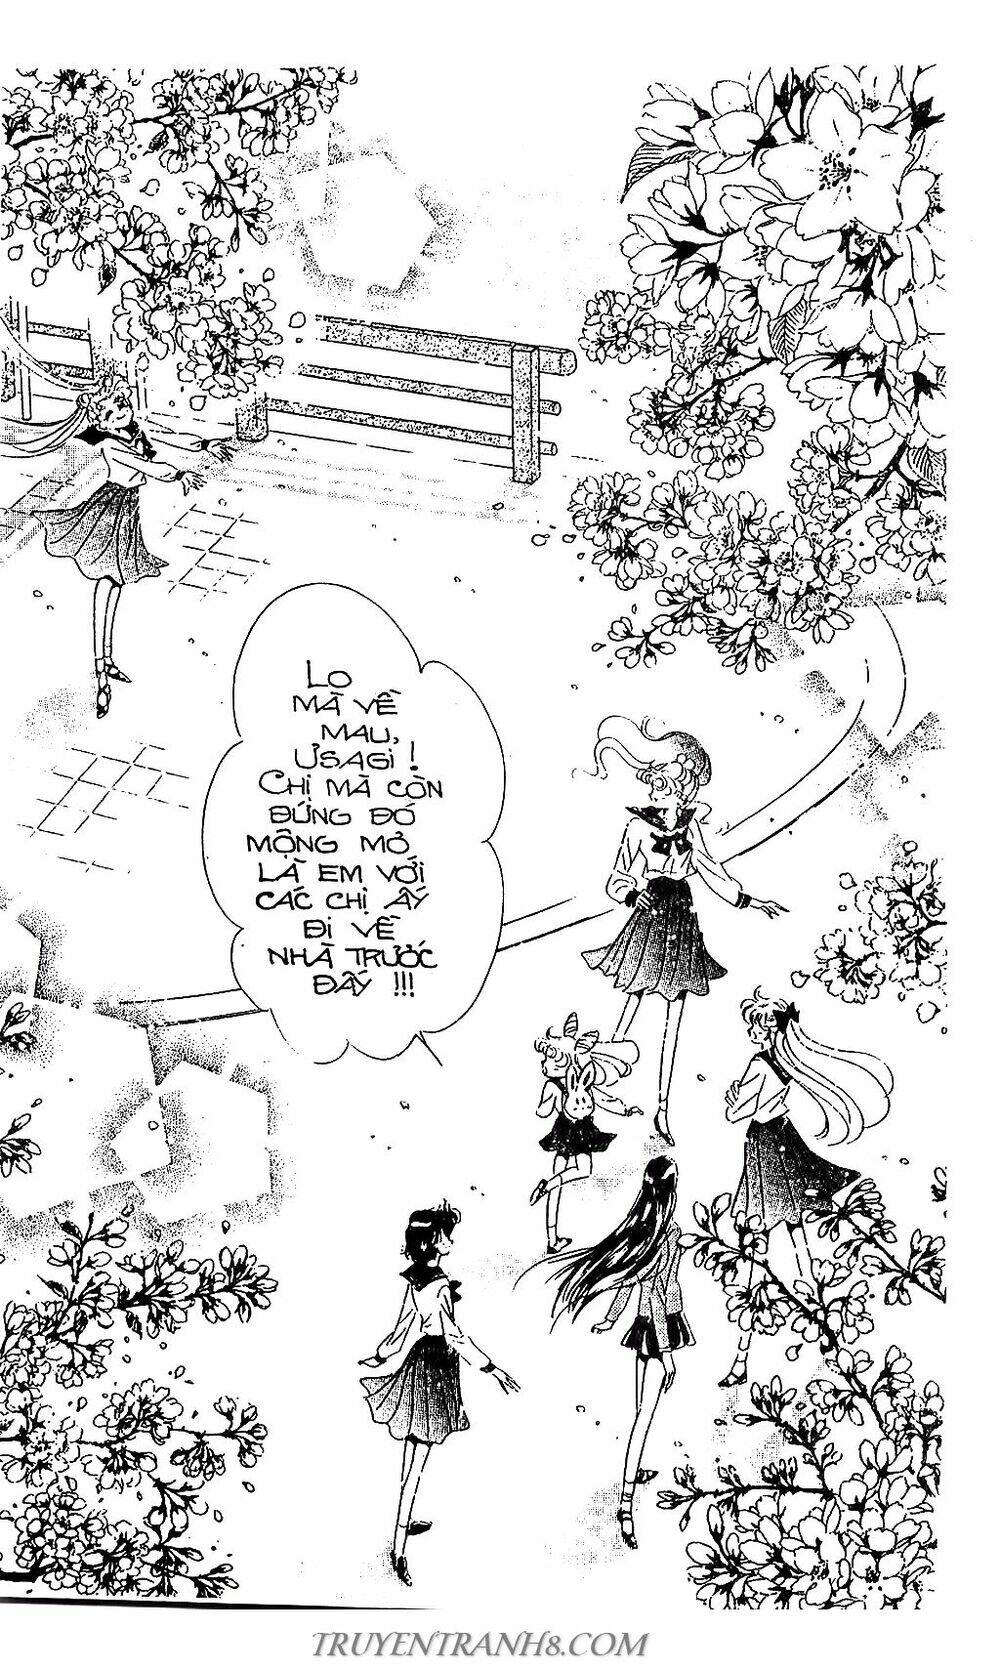 LO
MÀ VỀ
MAU,
ƯSAGI !
CHỊ MÀ CÒN
ĐỨNG ĐÓ
MỘNG MƠ
LÀ EM VỚI
CÁC CHỊ ẤY
ĐI VỀ
NHÀ TRƯỚC
ĐẤY !!!
TRUYENTRANH8.COM